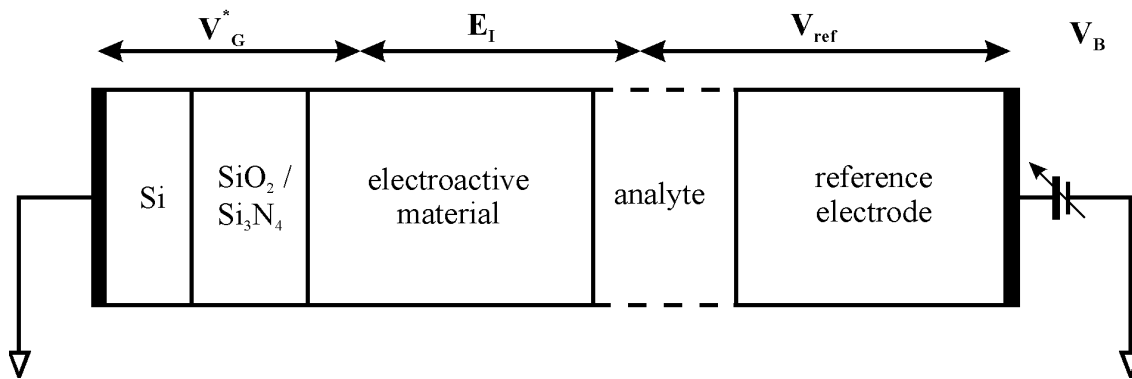 V*G
EI
Vref
VB
Si
SiO2 /
Si3N4
electroactive
material
analyte
reference
electrode